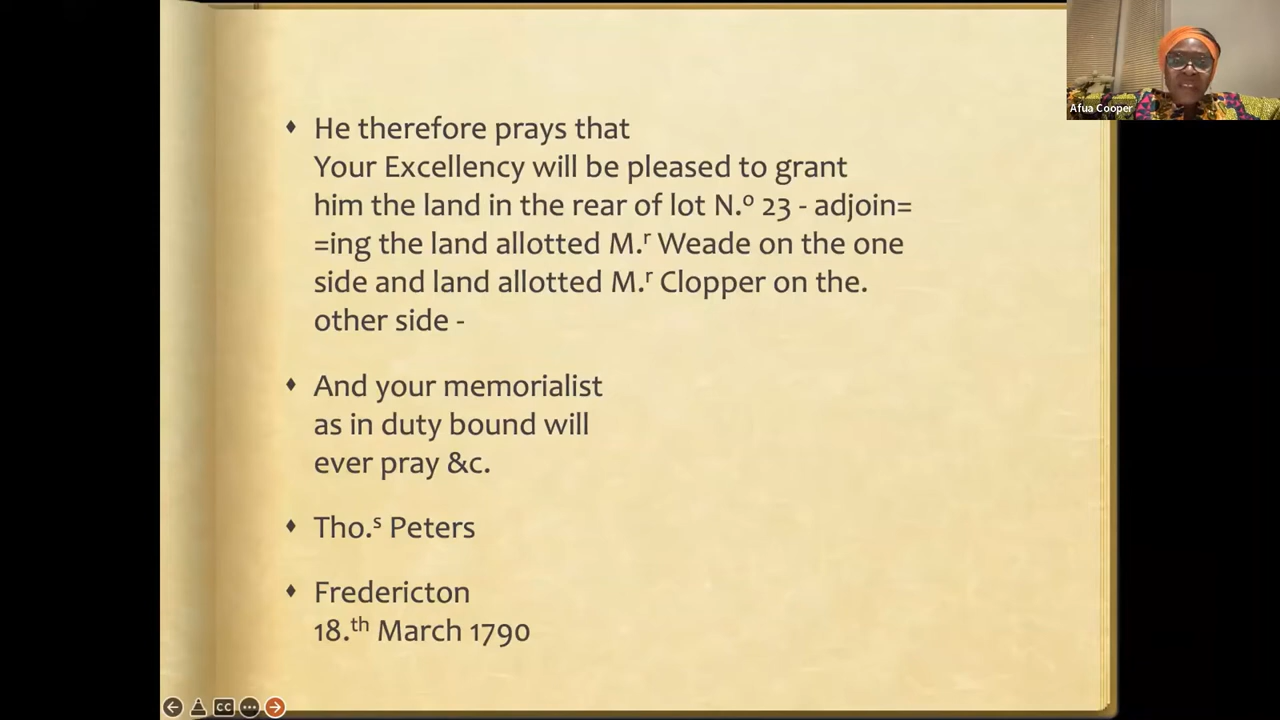 He therefore prays that
Your Excellency will be pleased to grant
him the land in the rear of lot N.º 23 - adjoin=
=ing the land allotted M.ʳ Weade on the one
side and land allotted M.ʳ Clopper on the.
other side -
And your memorialist
as in duty bound will
ever pray &c.
Tho.ˢ Peters
Fredericton
18.ᵗʰ March 1790
Afua Cooper
CC